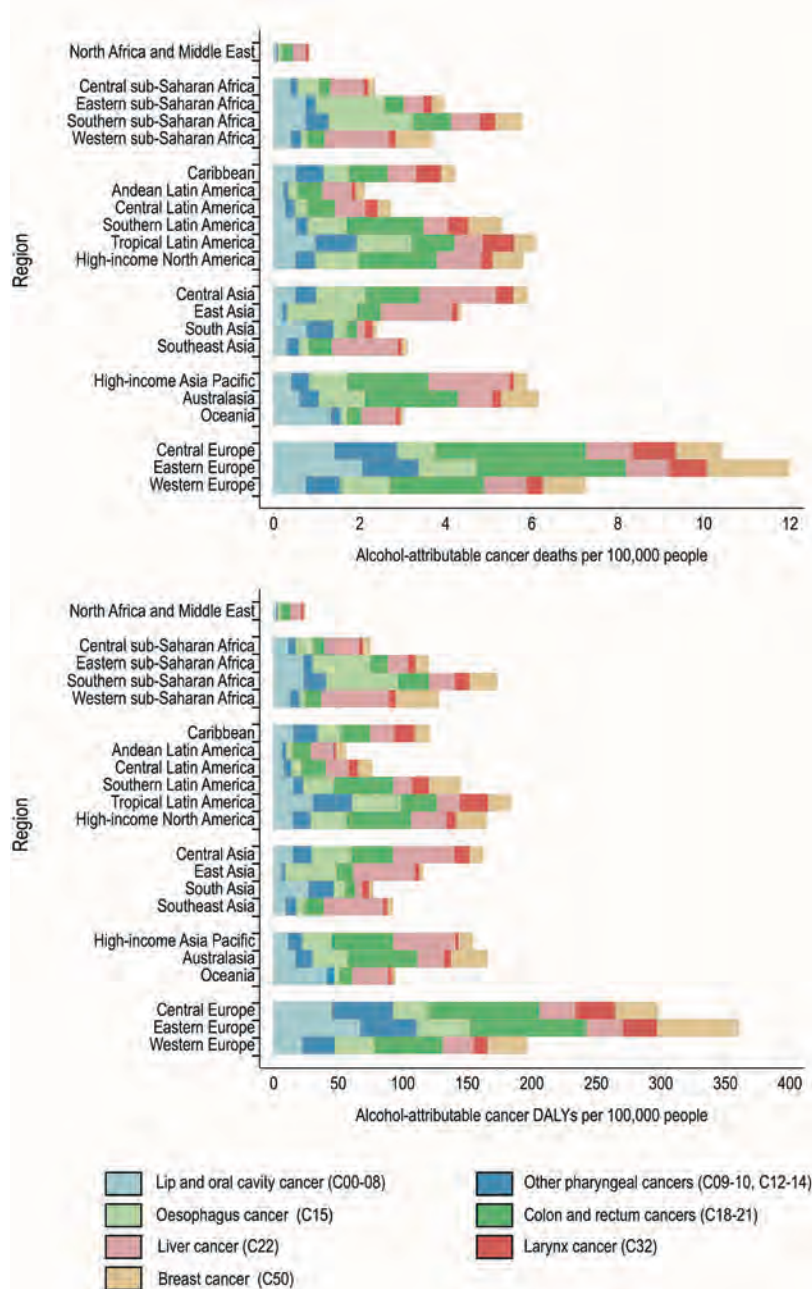 Region
North Africa and Middle East
Central sub-Saharan Africa
Eastern sub-Saharan Africa
Southern sub-Saharan Africa
Western sub-Saharan Africa
Caribbean
Andean Latin America
Central Latin America
Southern Latin America
Tropical Latin America
High-income North America
Central Asia
East Asia
South Asia
Southeast Asia
High-income Asia Pacific
Australasia
Oceania
Central Europe
Eastern Europe
Western Europe
0 2 4 6 8 10 12
Alcohol-attributable cancer deaths per 100,000 people
Region
North Africa and Middle East
Central sub-Saharan Africa
Eastern sub-Saharan Africa
Southern sub-Saharan Africa
Western sub-Saharan Africa
Caribbean
Andean Latin America
Central Latin America
Southern Latin America
Tropical Latin America
High-income North America
Central Asia
East Asia
South Asia
Southeast Asia
High-income Asia Pacific
Australasia
Oceania
Central Europe
Eastern Europe
Western Europe
0 50 100 150 200 250 300 350 400
Alcohol-attributable cancer DALYs per 100,000 people
Lip and oral cavity cancer (C00-08)
Other pharyngeal cancers (C09-10, C12-14)
Oesophagus cancer (C15)
Colon and rectum cancers (C18-21)
Liver cancer (C22)
Larynx cancer (C32)
Breast cancer (C50)